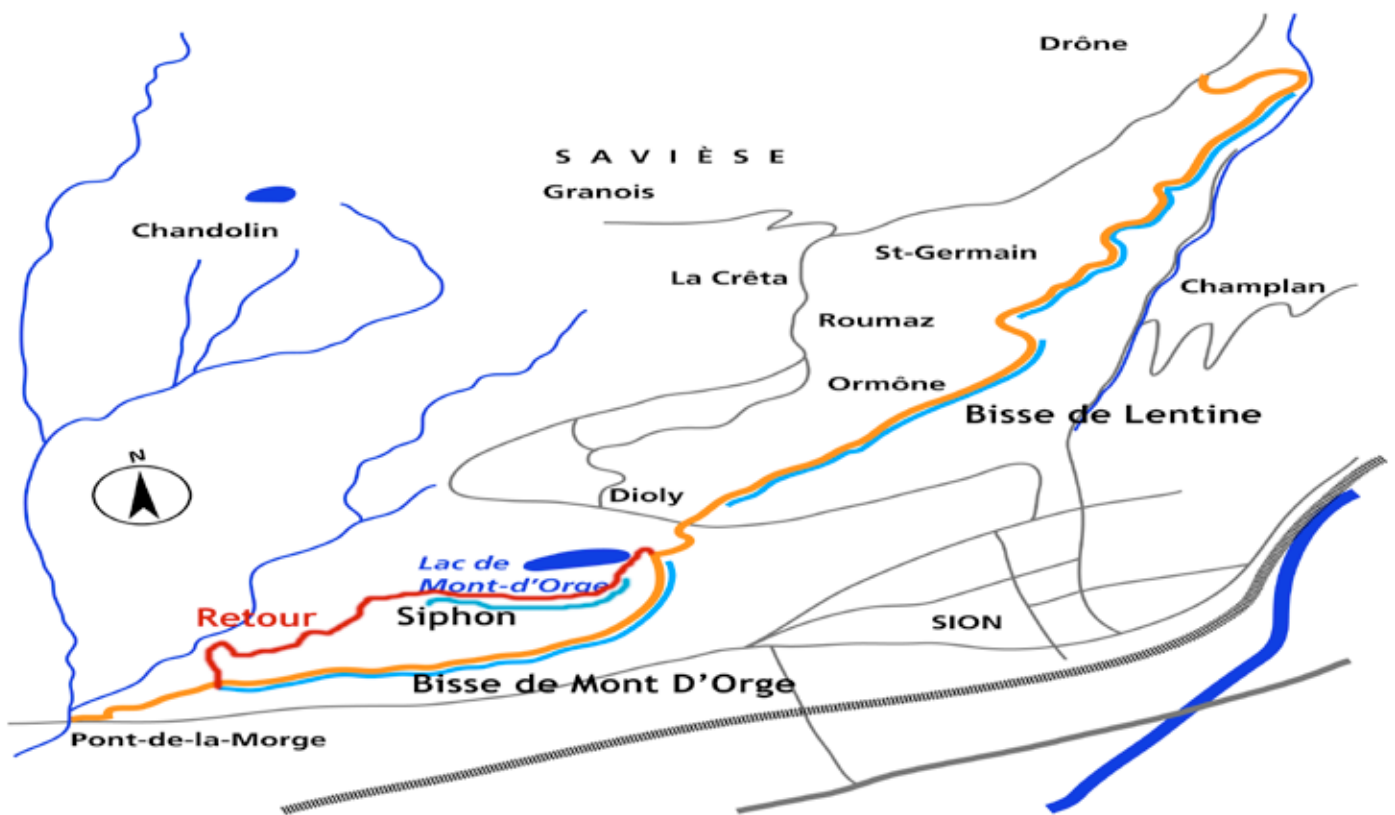 Drône
SAVIÈSE
Granois
Chandolin
St-Germain
La Crêta
Champlan
Roumaz
Ormône
Bisse de Lentine
N
Dioly
Lac de
Mont-d'Orge
Retour
Siphon
SION
Bisse de Mont D'Orge
Pont-de-la-Morge